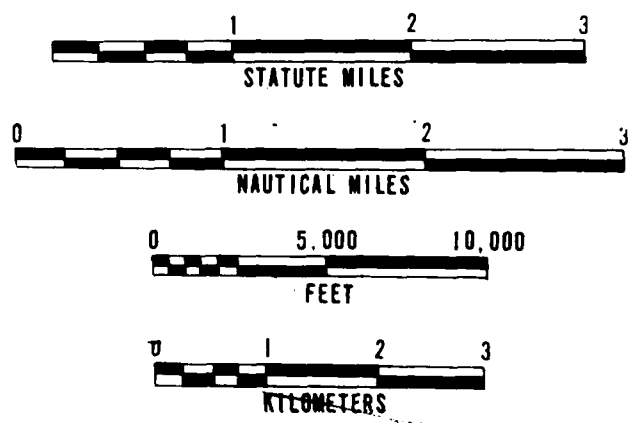 1 2 3
STATUTE MILES
0 1 2 3
NAUTICAL MILES
0 5,000 10,000
FEET
0 1 2 3
KILOMETERS